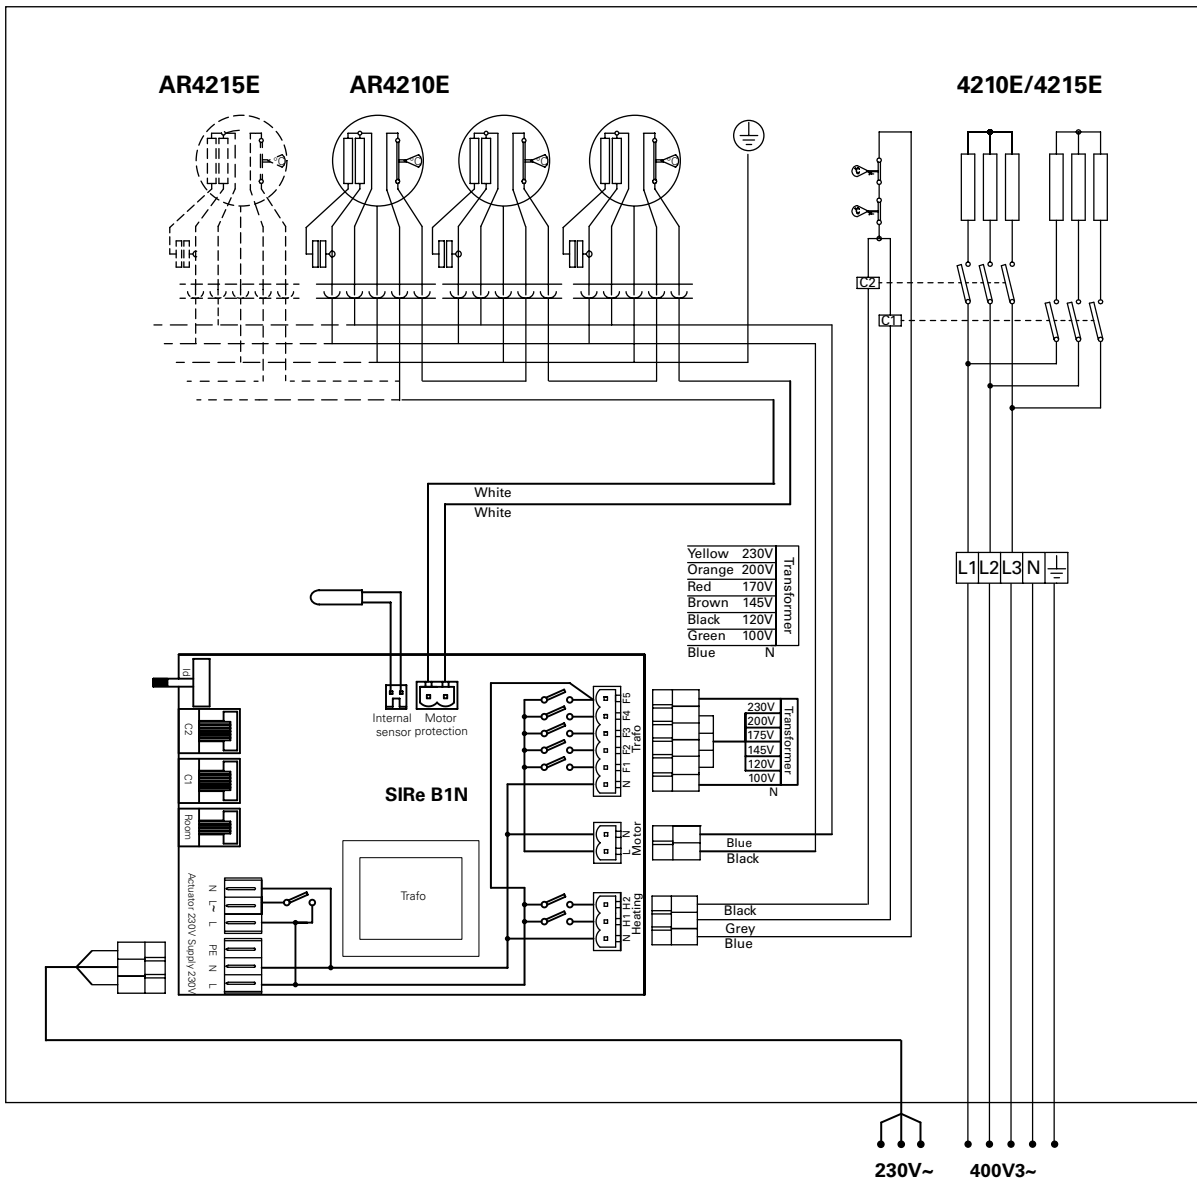 AR4215E
AR4210E
4210E/4215E
C2
C1
White
White
Yellow 230V
Orange 200V
Red 170V
Brown 145V
Black 120V
Green 100V
Blue N
Transformer
L1 L2 L3 N
Id
C2
C1
Room
Internal sensor
Motor protection
F5
F4
F3
F2
F1
N
Trafo
230V
200V
175V
145V
120V
100V
N
Transformer
SIRe B1N
Trafo
N
L
Motor
Blue
Black
H2
H1
N
Heating
Black
Grey
Blue
N
L~
L
PE
N
L
Actuator 230V Supply 230V
230V~
400V3~